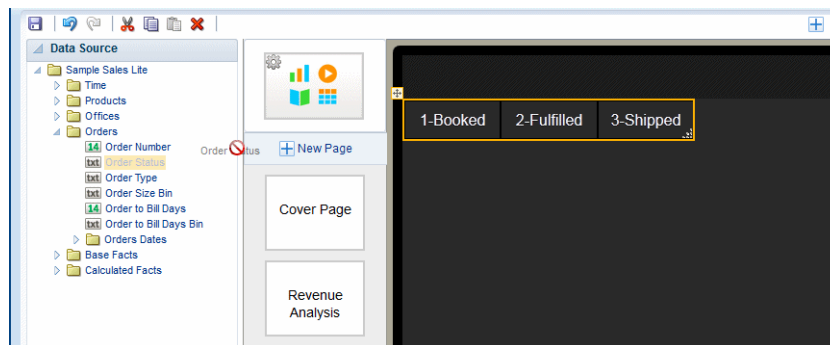 Data Source
Sample Sales Lite
Time
Products
Offices
Orders
14 Order Number
txt Order Status
txt Order Type
txt Order Size Bin
14 Order to Bill Days
txt Order to Bill Days Bin
Orders Dates
Base Facts
Calculated Facts
Order Status
New Page
Cover Page
Revenue
Analysis
1-Booked 2-Fulfilled 3-Shipped